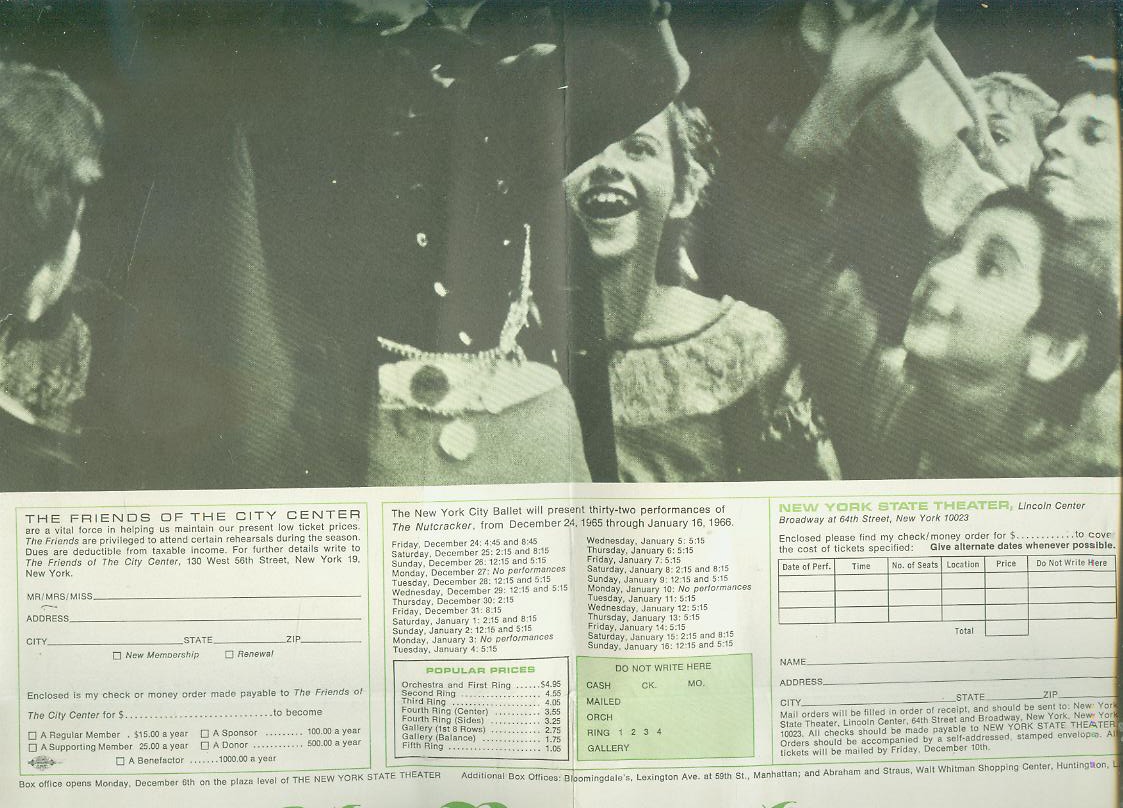 THE FRIENDS OF THE CITY CENTER
are a vital force in helping us maintain our present low ticket prices.
The Friends are privileged to attend certain rehearsals during the season.
Dues are deductible from taxable income. For further details write to
The Friends of The City Center, 130 West 56th Street, New York 19,
New York.
MR/MRS/MISS
ADDRESS
CITY STATE ZIP
New Membership Renewal
Enclosed is my check or money order made payable to The Friends of
The City Center for $..............................to become
A Regular Member . $15.00 a year A Sponsor ......... 100.00 a year
A Supporting Member 25.00 a year A Donor ........... 500.00 a year
A Benefactor .......1000.00 a year
The New York City Ballet will present thirty-two performances of
The Nutcracker, from December 24, 1965 through January 16, 1966.
Friday, December 24: 4:45 and 8:45
Saturday, December 25: 2:15 and 8:15
Sunday, December 26: 12:15 and 5:15
Monday, December 27: No performances
Tuesday, December 28: 12:15 and 5:15
Wednesday, December 29: 12:15 and 5:15
Thursday, December 30: 2:15
Friday, December 31: 8:15
Saturday, January 1: 2:15 and 8:15
Sunday, January 2: 12:15 and 5:15
Monday, January 3: No performances
Tuesday, January 4: 5:15
Wednesday, January 5: 5:15
Thursday, January 6: 5:15
Friday, January 7: 5:15
Saturday, January 8: 2:15 and 8:15
Sunday, January 9: 12:15 and 5:15
Monday, January 10: No performances
Tuesday, January 11: 5:15
Wednesday, January 12: 5:15
Thursday, January 13: 5:15
Friday, January 14: 5:15
Saturday, January 15: 2:15 and 8:15
Sunday, January 16: 12:15 and 5:15
POPULAR PRICES
Orchestra and First Ring ......$4.95
Second Ring .................... 4.55
Third Ring ..................... 4.05
Fourth Ring (Center) ........... 3.55
Fourth Ring (Sides) ............ 3.25
Gallery (1st 8 Rows) ........... 2.75
Gallery (Balance) .............. 1.75
Fifth Ring ..................... 1.05
DO NOT WRITE HERE
CASH CK. MO.
MAILED
ORCH
RING 1 2 3 4
GALLERY
NEW YORK STATE THEATER, Lincoln Center
Broadway at 64th Street, New York 10023
Enclosed please find my check/money order for $............to cover
the cost of tickets specified: Give alternate dates whenever possible.
Date of Perf. Time No. of Seats Location Price Do Not Write Here
Total
NAME
ADDRESS
CITY STATE ZIP
Mail orders will be filled in order of receipt, and should be sent to: New York
State Theater, Lincoln Center, 64th Street and Broadway, New York, New York
10023. All checks should be made payable to NEW YORK STATE THEATER.
Orders should be accompanied by a self-addressed, stamped envelope. All
tickets will be mailed by Friday, December 10th.
Box office opens Monday, December 6th on the plaza level of THE NEW YORK STATE THEATER Additional Box Offices: Bloomingdale's, Lexington Ave. at 59th St., Manhattan; and Abraham and Straus, Walt Whitman Shopping Center, Huntington, L